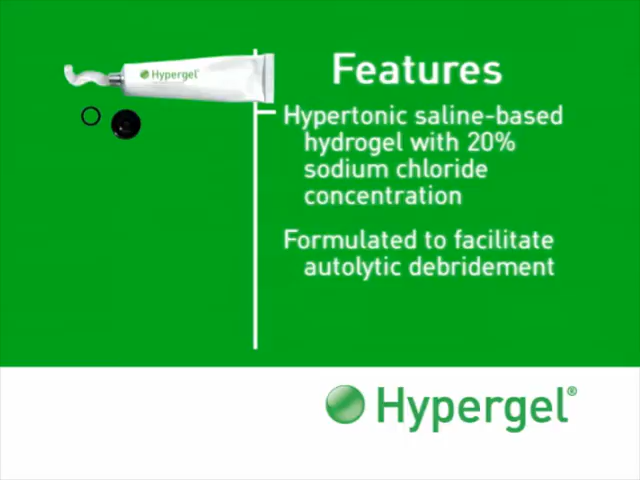 Hypergel®
Features
Hypertonic saline-based
hydrogel with 20%
sodium chloride
concentration
Formulated to facilitate
autolytic debridement
Hypergel®